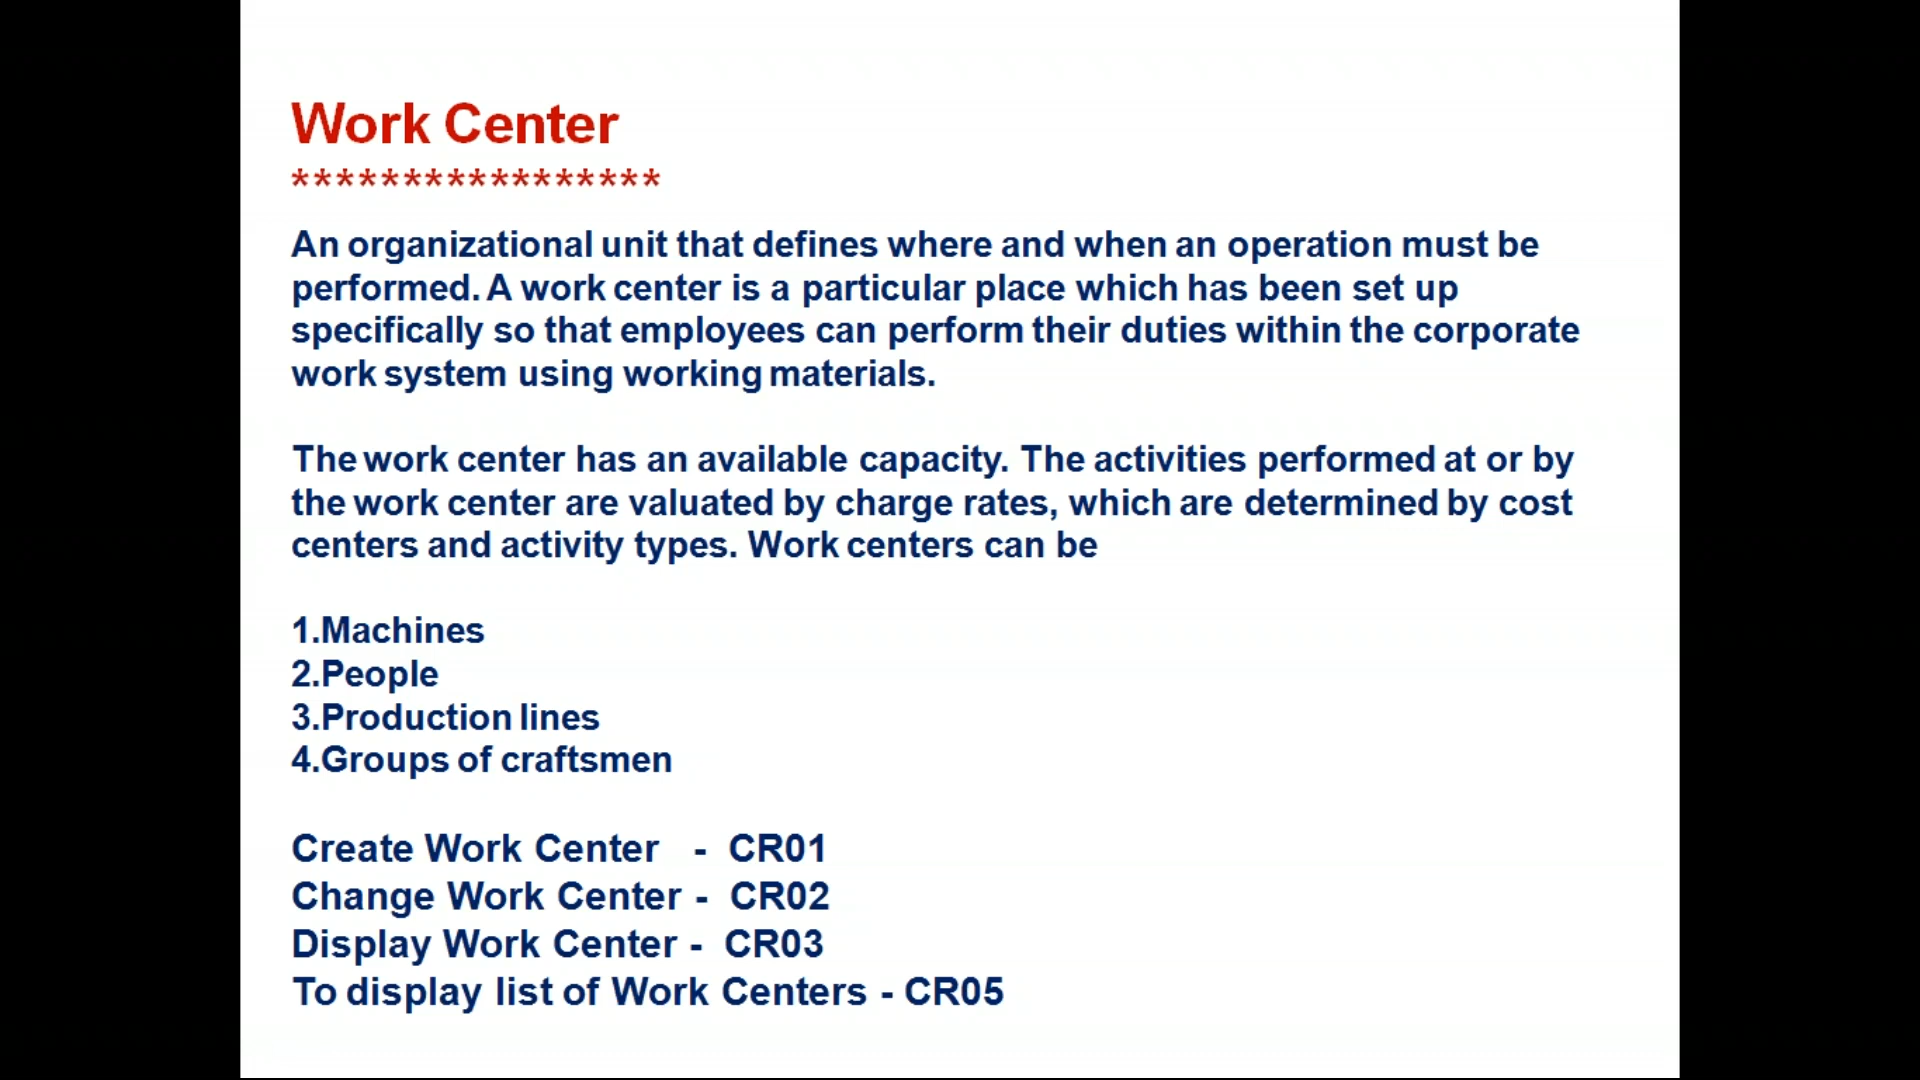 Work Center
*****************
An organizational unit that defines where and when an operation must be
performed. A work center is a particular place which has been set up
specifically so that employees can perform their duties within the corporate
work system using working materials.
The work center has an available capacity. The activities performed at or by
the work center are valuated by charge rates, which are determined by cost
centers and activity types. Work centers can be
1.Machines
2.People
3.Production lines
4.Groups of craftsmen
Create Work Center - CR01
Change Work Center - CR02
Display Work Center - CR03
To display list of Work Centers - CR05